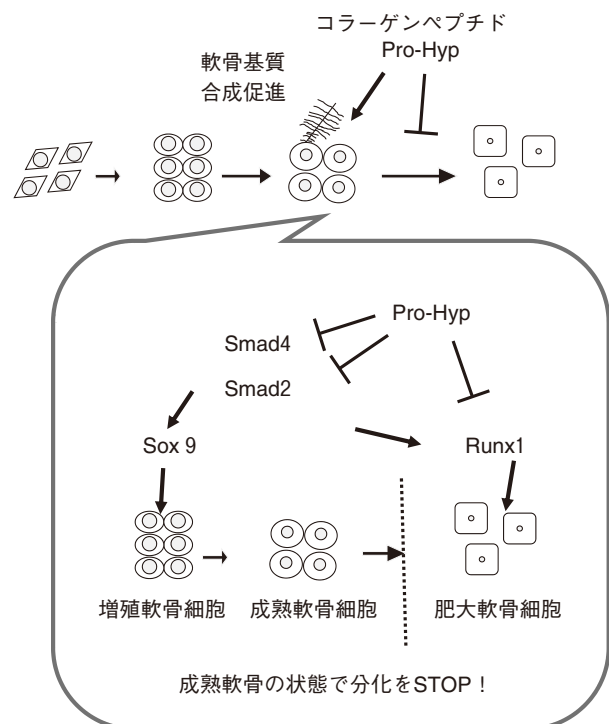 コラーゲンペプチド
Pro-Hyp
軟骨基質
合成促進
Pro-Hyp
Smad4
Smad2
Sox 9
Runx1
増殖軟骨細胞
成熟軟骨細胞
肥大軟骨細胞
成熟軟骨の状態で分化をSTOP！